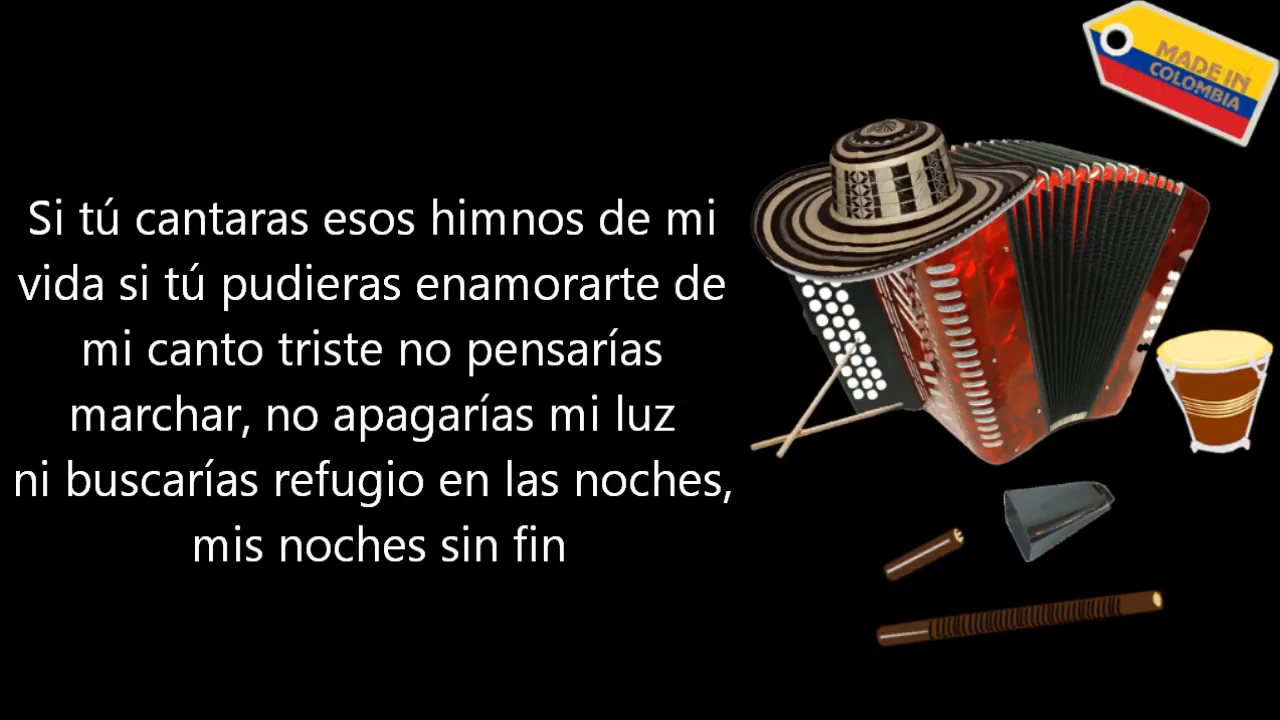 Si tú cantaras esos himnos de mi
vida si tú pudieras enamorarte de
mi canto triste no pensarías
marchar, no apagarías mi luz
ni buscarías refugio en las noches,
mis noches sin fin
MADE IN
COLOMBIA